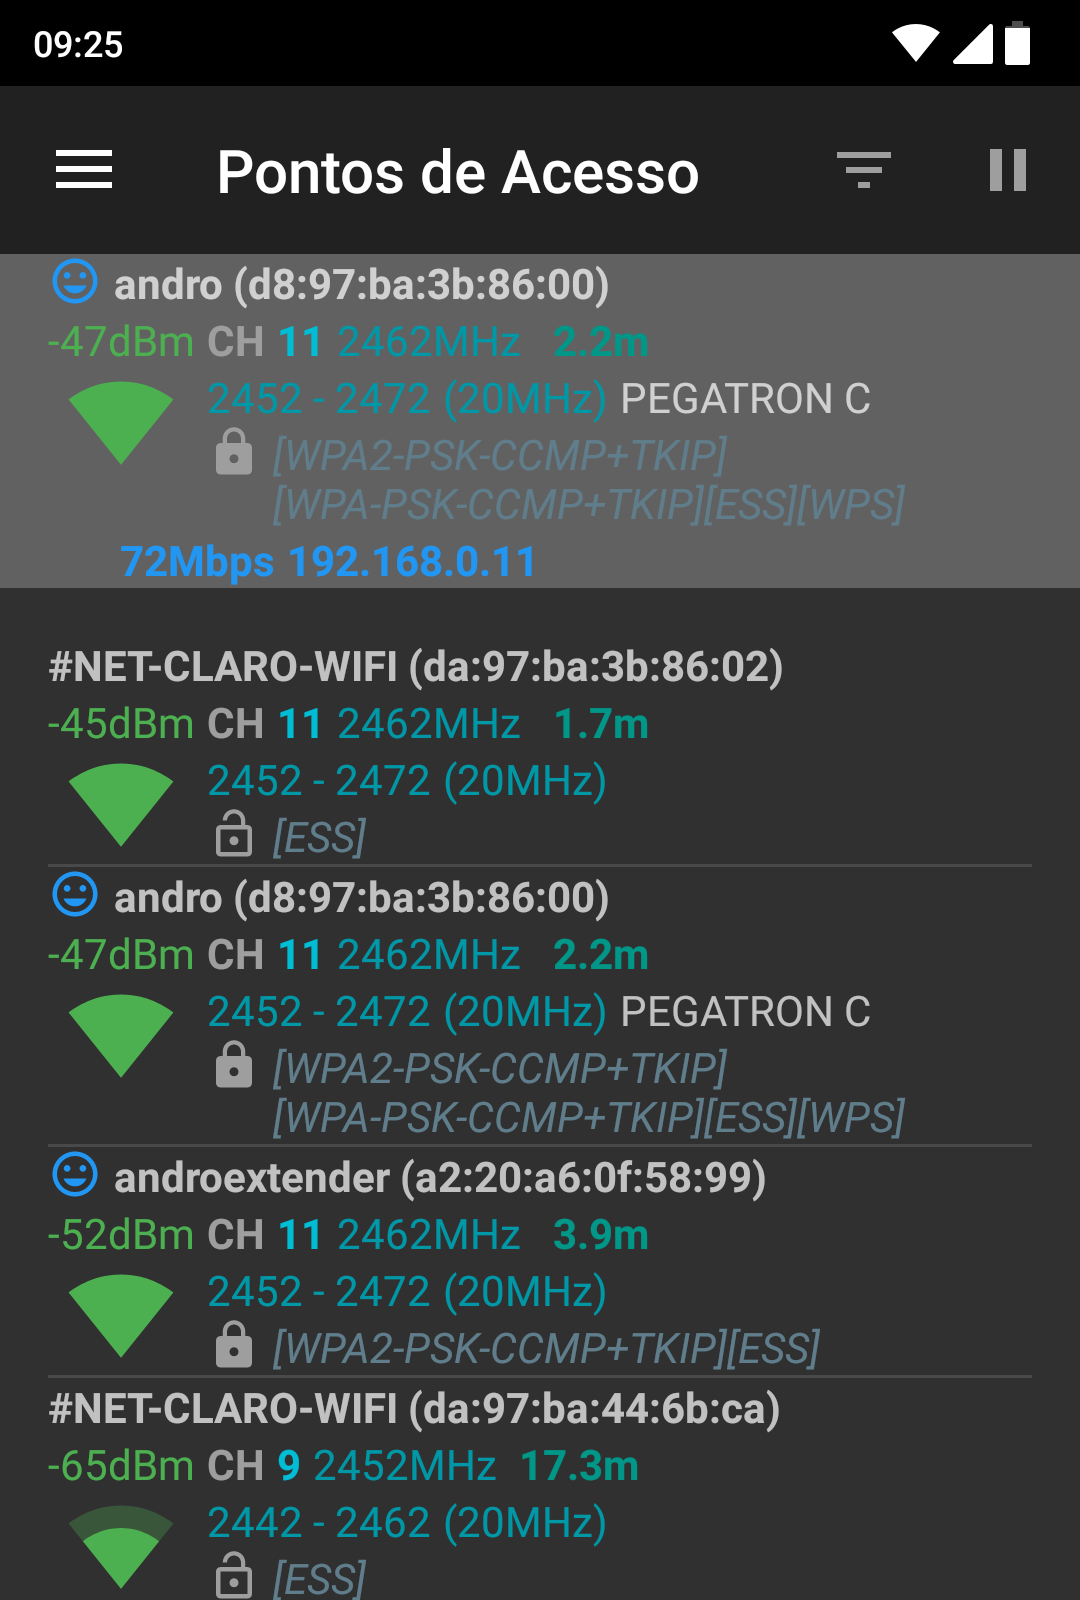 09:25
Pontos de Acesso
andro (d8:97:ba:3b:86:00)
-47dBm CH 11 2462MHz 2.2m
2452 - 2472 (20MHz) PEGATRON C
[WPA2-PSK-CCMP+TKIP]
[WPA-PSK-CCMP+TKIP][ESS][WPS]
72Mbps 192.168.0.11
#NET-CLARO-WIFI (da:97:ba:3b:86:02)
-45dBm CH 11 2462MHz 1.7m
2452 - 2472 (20MHz)
[ESS]
andro (d8:97:ba:3b:86:00)
-47dBm CH 11 2462MHz 2.2m
2452 - 2472 (20MHz) PEGATRON C
[WPA2-PSK-CCMP+TKIP]
[WPA-PSK-CCMP+TKIP][ESS][WPS]
androextender (a2:20:a6:0f:58:99)
-52dBm CH 11 2462MHz 3.9m
2452 - 2472 (20MHz)
[WPA2-PSK-CCMP+TKIP][ESS]
#NET-CLARO-WIFI (da:97:ba:44:6b:ca)
-65dBm CH 9 2452MHz 17.3m
2442 - 2462 (20MHz)
[ESS]